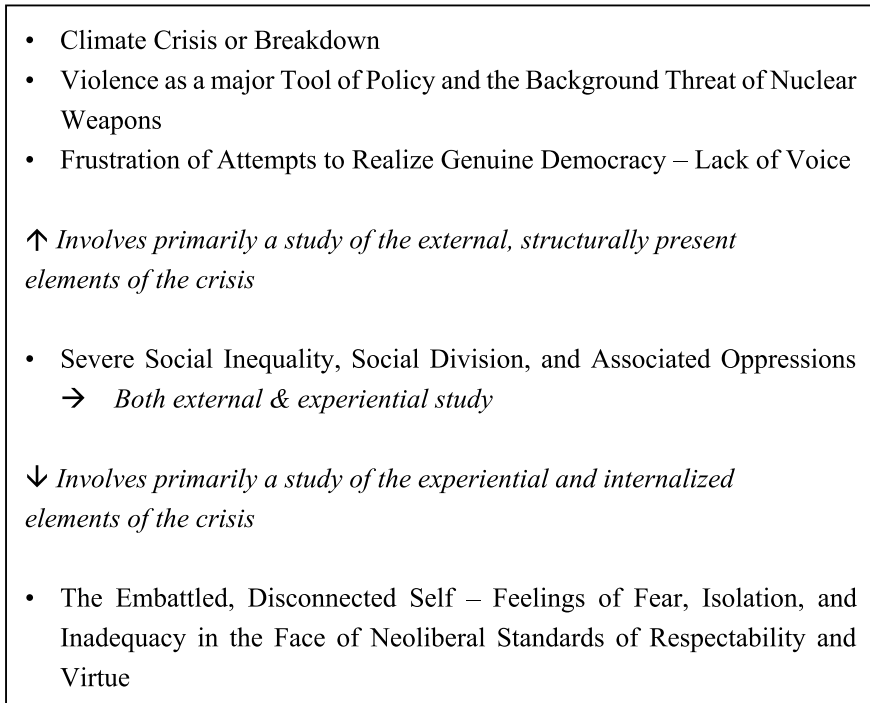 • Climate Crisis or Breakdown
• Violence as a major Tool of Policy and the Background Threat of Nuclear
Weapons
• Frustration of Attempts to Realize Genuine Democracy – Lack of Voice
↑ Involves primarily a study of the external, structurally present
elements of the crisis
• Severe Social Inequality, Social Division, and Associated Oppressions
→ Both external & experiential study
↓ Involves primarily a study of the experiential and internalized
elements of the crisis
• The Embattled, Disconnected Self – Feelings of Fear, Isolation, and
Inadequacy in the Face of Neoliberal Standards of Respectability and
Virtue